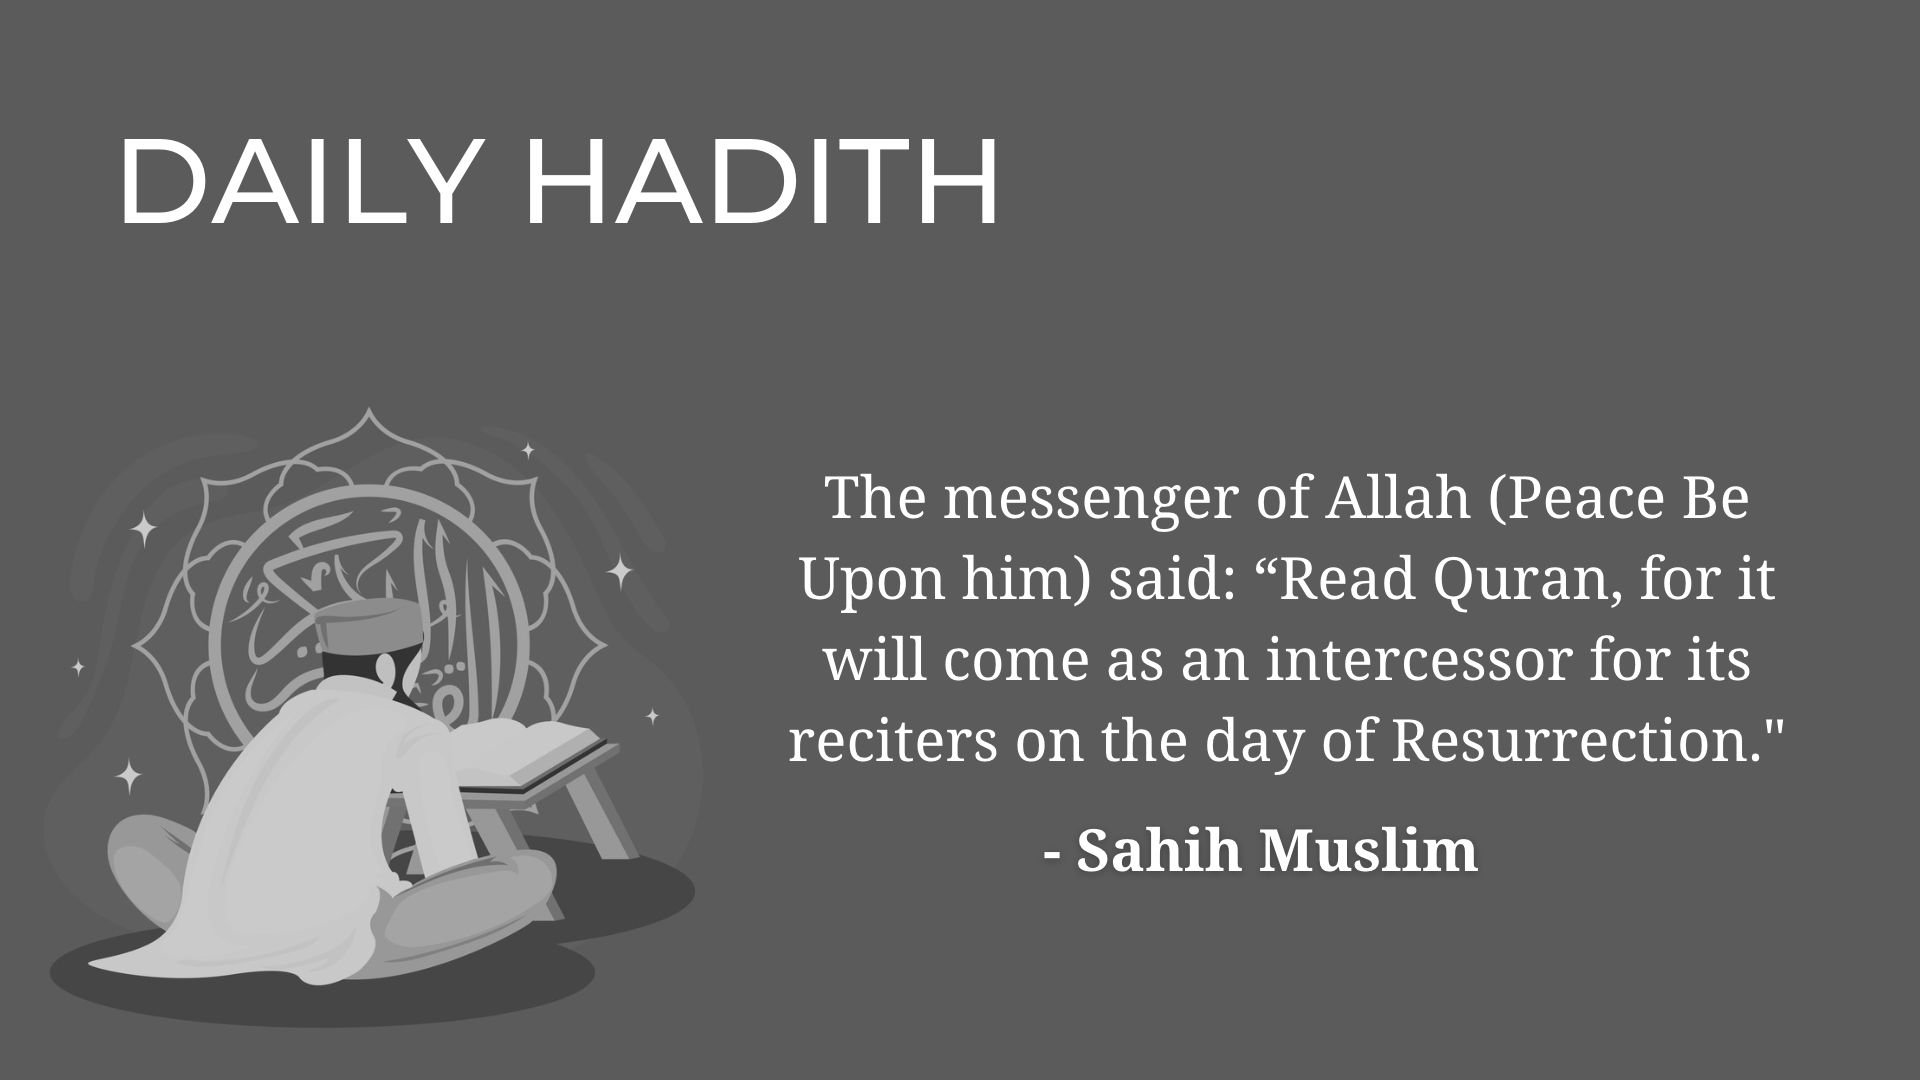 DAILY HADITH
The messenger of Allah (Peace Be
Upon him) said: “Read Quran, for it
will come as an intercessor for its
reciters on the day of Resurrection."
- Sahih Muslim